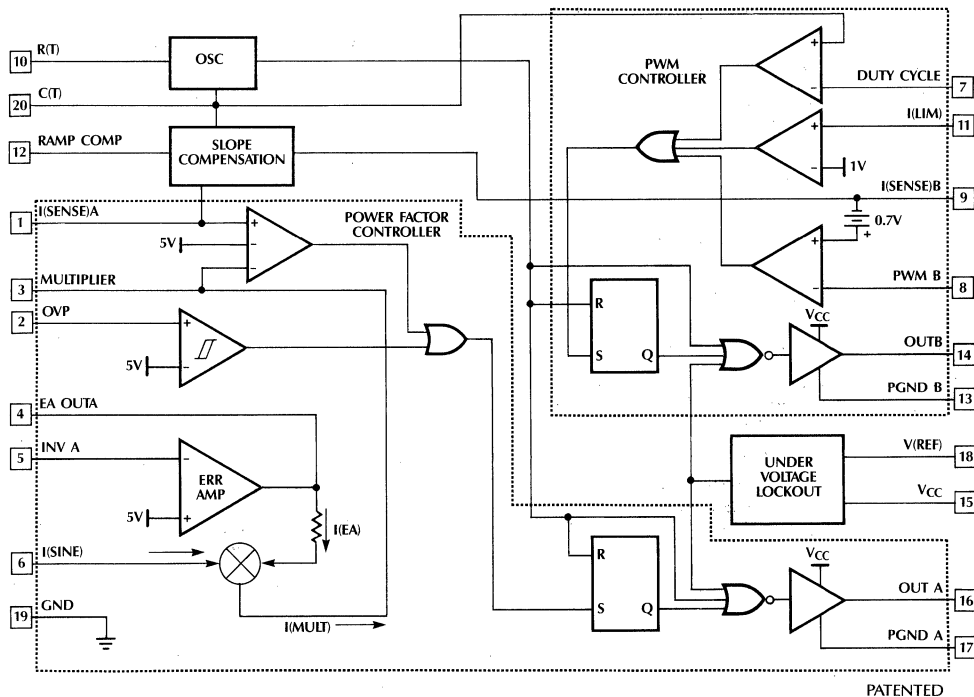 10 R(T)
20 C(T)
12 RAMP COMP
1 I(SENSE)A
3 MULTIPLIER
2 OVP
4 EA OUTA
5 INV A
6 I(SINE)
19 GND
OSC
SLOPE
COMPENSATION
POWER FACTOR
CONTROLLER
+
5V
−
−
+
5V
−
−
ERR
AMP
5V
+
I(EA)
I(MULT)
PWM
CONTROLLER
+
−
+
−
1V
0.7V
+
+
−
R
S
Q
VCC
DUTY CYCLE 7
I(LIM) 11
I(SENSE)B 9
PWM B 8
OUTB 14
PGND B 13
UNDER
VOLTAGE
LOCKOUT
V(REF) 18
VCC 15
R
S
Q
VCC
OUT A 16
PGND A 17
PATENTED